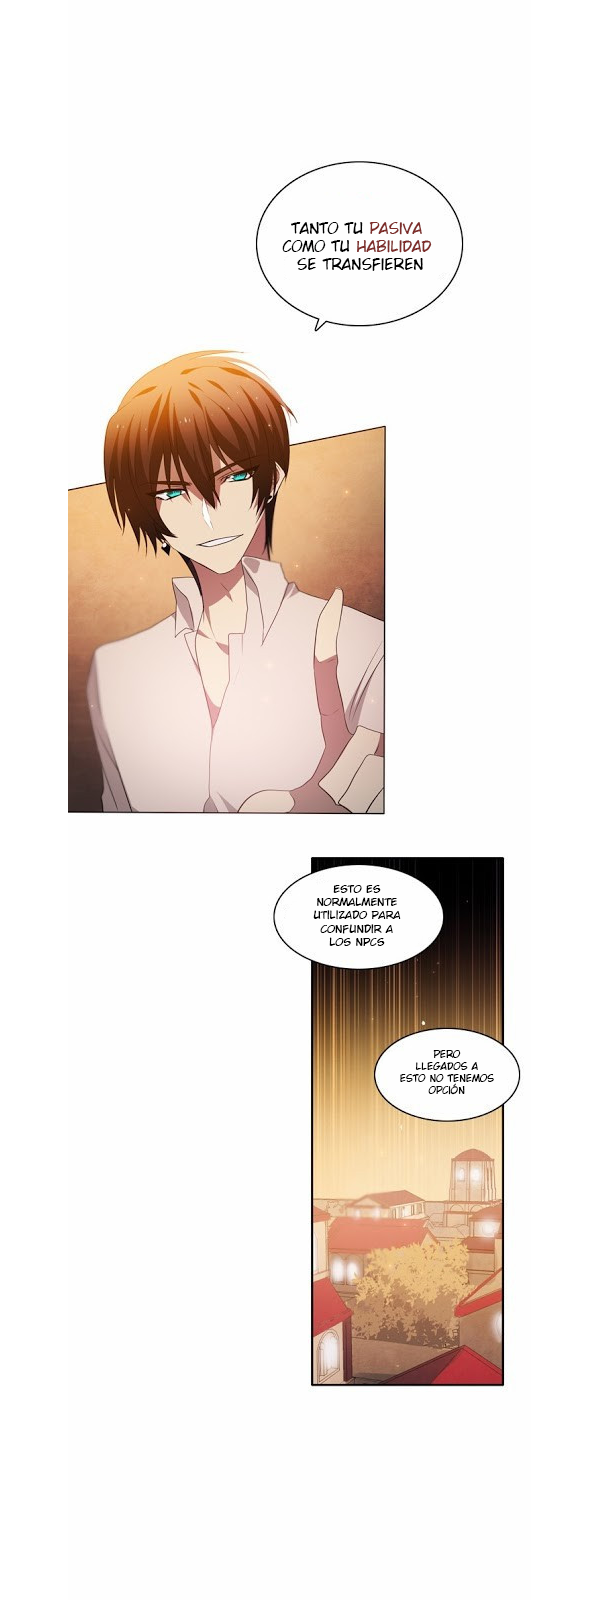 TANTO TU PASIVA
COMO TU HABILIDAD
SE TRANSFIEREN
ESTO ES
NORMALMENTE
UTILIZADO PARA
CONFUNDIR A
LOS NPCS
PERO
LLEGADOS A
ESTO NO TENEMOS
OPCIÓN